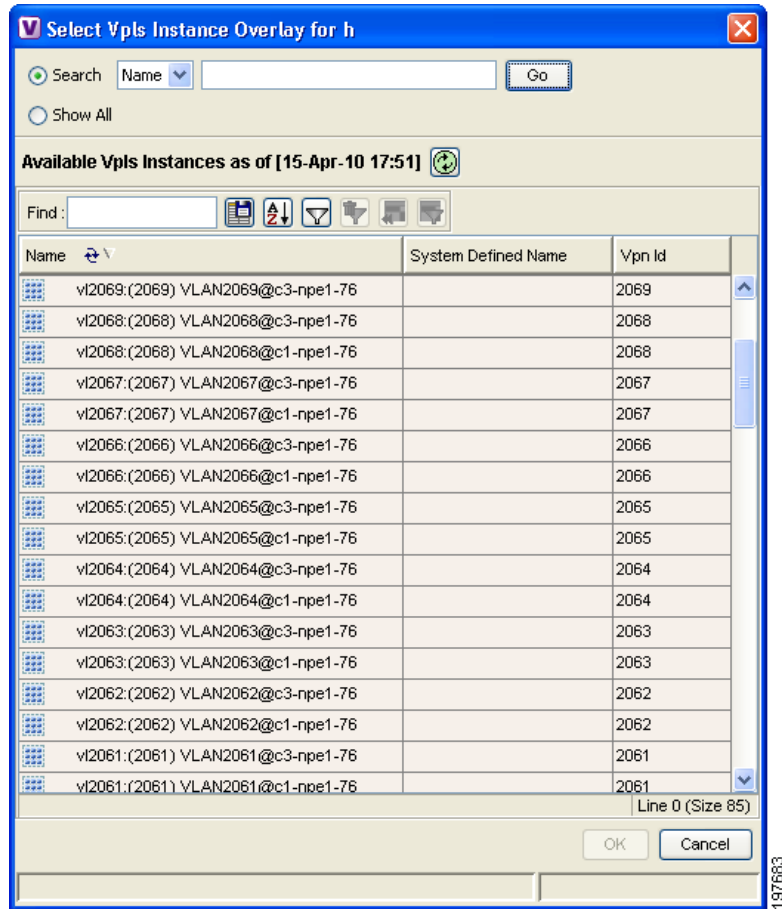 Select Vpls Instance Overlay for h
Search Name Go
Show All
Available Vpls Instances as of [15-Apr-10 17:51]
Find :
Name System Defined Name Vpn Id
vl2069:(2069) VLAN2069@c3-npe1-76 2069
vl2068:(2068) VLAN2068@c3-npe1-76 2068
vl2068:(2068) VLAN2068@c1-npe1-76 2068
vl2067:(2067) VLAN2067@c3-npe1-76 2067
vl2067:(2067) VLAN2067@c1-npe1-76 2067
vl2066:(2066) VLAN2066@c3-npe1-76 2066
vl2066:(2066) VLAN2066@c1-npe1-76 2066
vl2065:(2065) VLAN2065@c3-npe1-76 2065
vl2065:(2065) VLAN2065@c1-npe1-76 2065
vl2064:(2064) VLAN2064@c3-npe1-76 2064
vl2064:(2064) VLAN2064@c1-npe1-76 2064
vl2063:(2063) VLAN2063@c3-npe1-76 2063
vl2063:(2063) VLAN2063@c1-npe1-76 2063
vl2062:(2062) VLAN2062@c3-npe1-76 2062
vl2062:(2062) VLAN2062@c1-npe1-76 2062
vl2061:(2061) VLAN2061@c3-npe1-76 2061
vl2061:(2061) VLAN2061@c1-npe1-76 2061
Line 0 (Size 85)
OK Cancel
197683